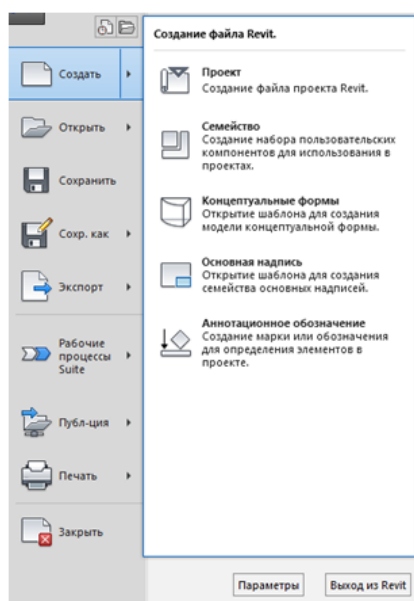 Создание файла Revit.
Создать
Проект
Создание файла проекта Revit.
Открыть
Семейство
Создание набора пользовательских
компонентов для использования в
проектах.
Сохранить
Концептуальные формы
Открытие шаблона для создания
модели концептуальной формы.
Сохр. как
Основная надпись
Открытие шаблона для создания
семейства основных надписей.
Экспорт
Аннотационное обозначение
Создание марки или обозначения
для определения элементов в
проекте.
Рабочие
процессы
Suite
Публ-ция
Печать
Закрыть
Параметры
Выход из Revit